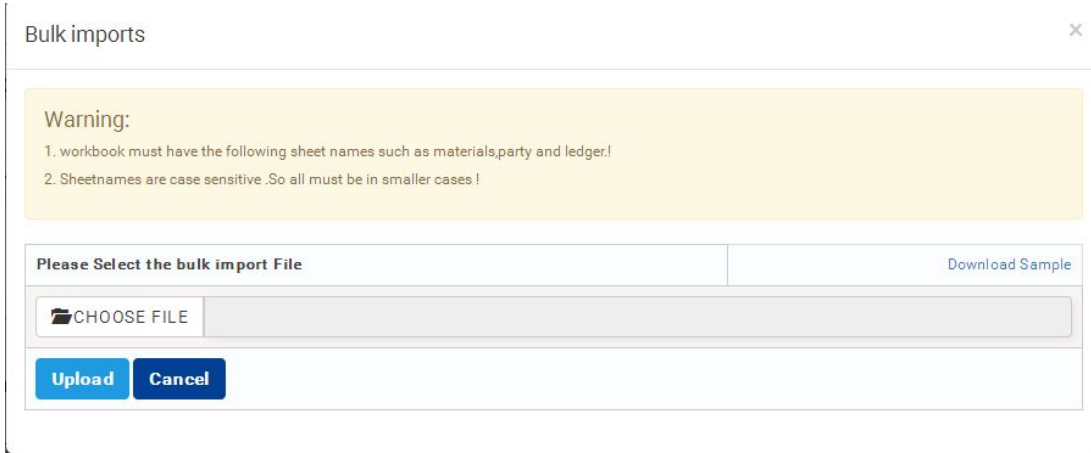 Bulk imports
×
Warning:
1. workbook must have the following sheet names such as materials,party and ledger.!
2. Sheetnames are case sensitive .So all must be in smaller cases !
Please Select the bulk import File
Download Sample
CHOOSE FILE
Upload
Cancel